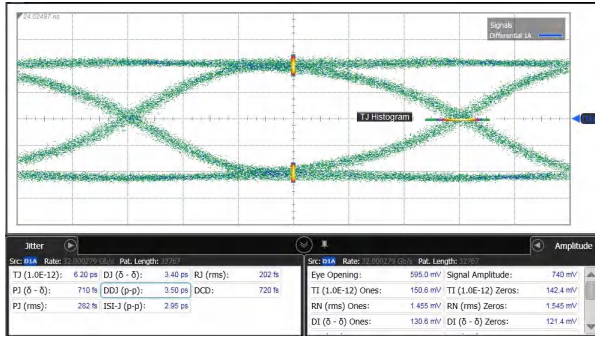 24.02497 ns
Signals
Differential 1A
TJ Histogram
Jitter
Amplitude
Src: D1A Rate: 32.000279 Gb/s Pat. Length: 32767
TJ (1.0E-12): 6.20 ps DJ (δ - δ): 3.40 ps RJ (rms): 202 fs
PJ (δ - δ): 710 fs DDJ (p-p): 3.50 ps DCD: 720 fs
PJ (rms): 282 fs ISI-J (p-p): 2.95 ps
Src: D1A Rate: 32.000279 Gb/s Pat. Length: 32767
Eye Opening: 595.0 mV Signal Amplitude: 740 mV
TI (1.0E-12) Ones: 150.6 mV TI (1.0E-12) Zeros: 142.4 mV
RN (rms) Ones: 1.455 mV RN (rms) Zeros: 1.545 mV
DI (δ - δ) Ones: 130.6 mV DI (δ - δ) Zeros: 121.4 mV